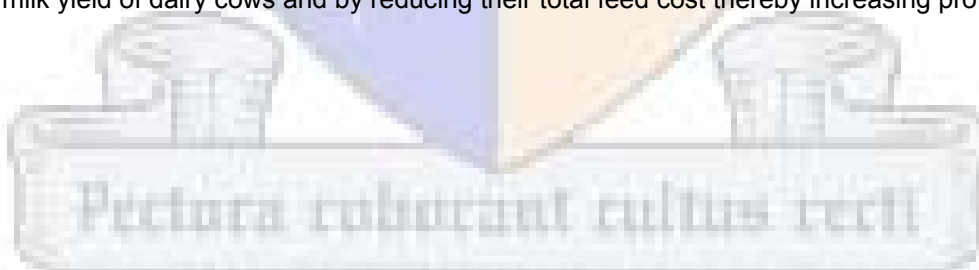 milk yield of dairy cows and by reducing their total feed cost thereby increasing pro
Pectora roborant cultus recti